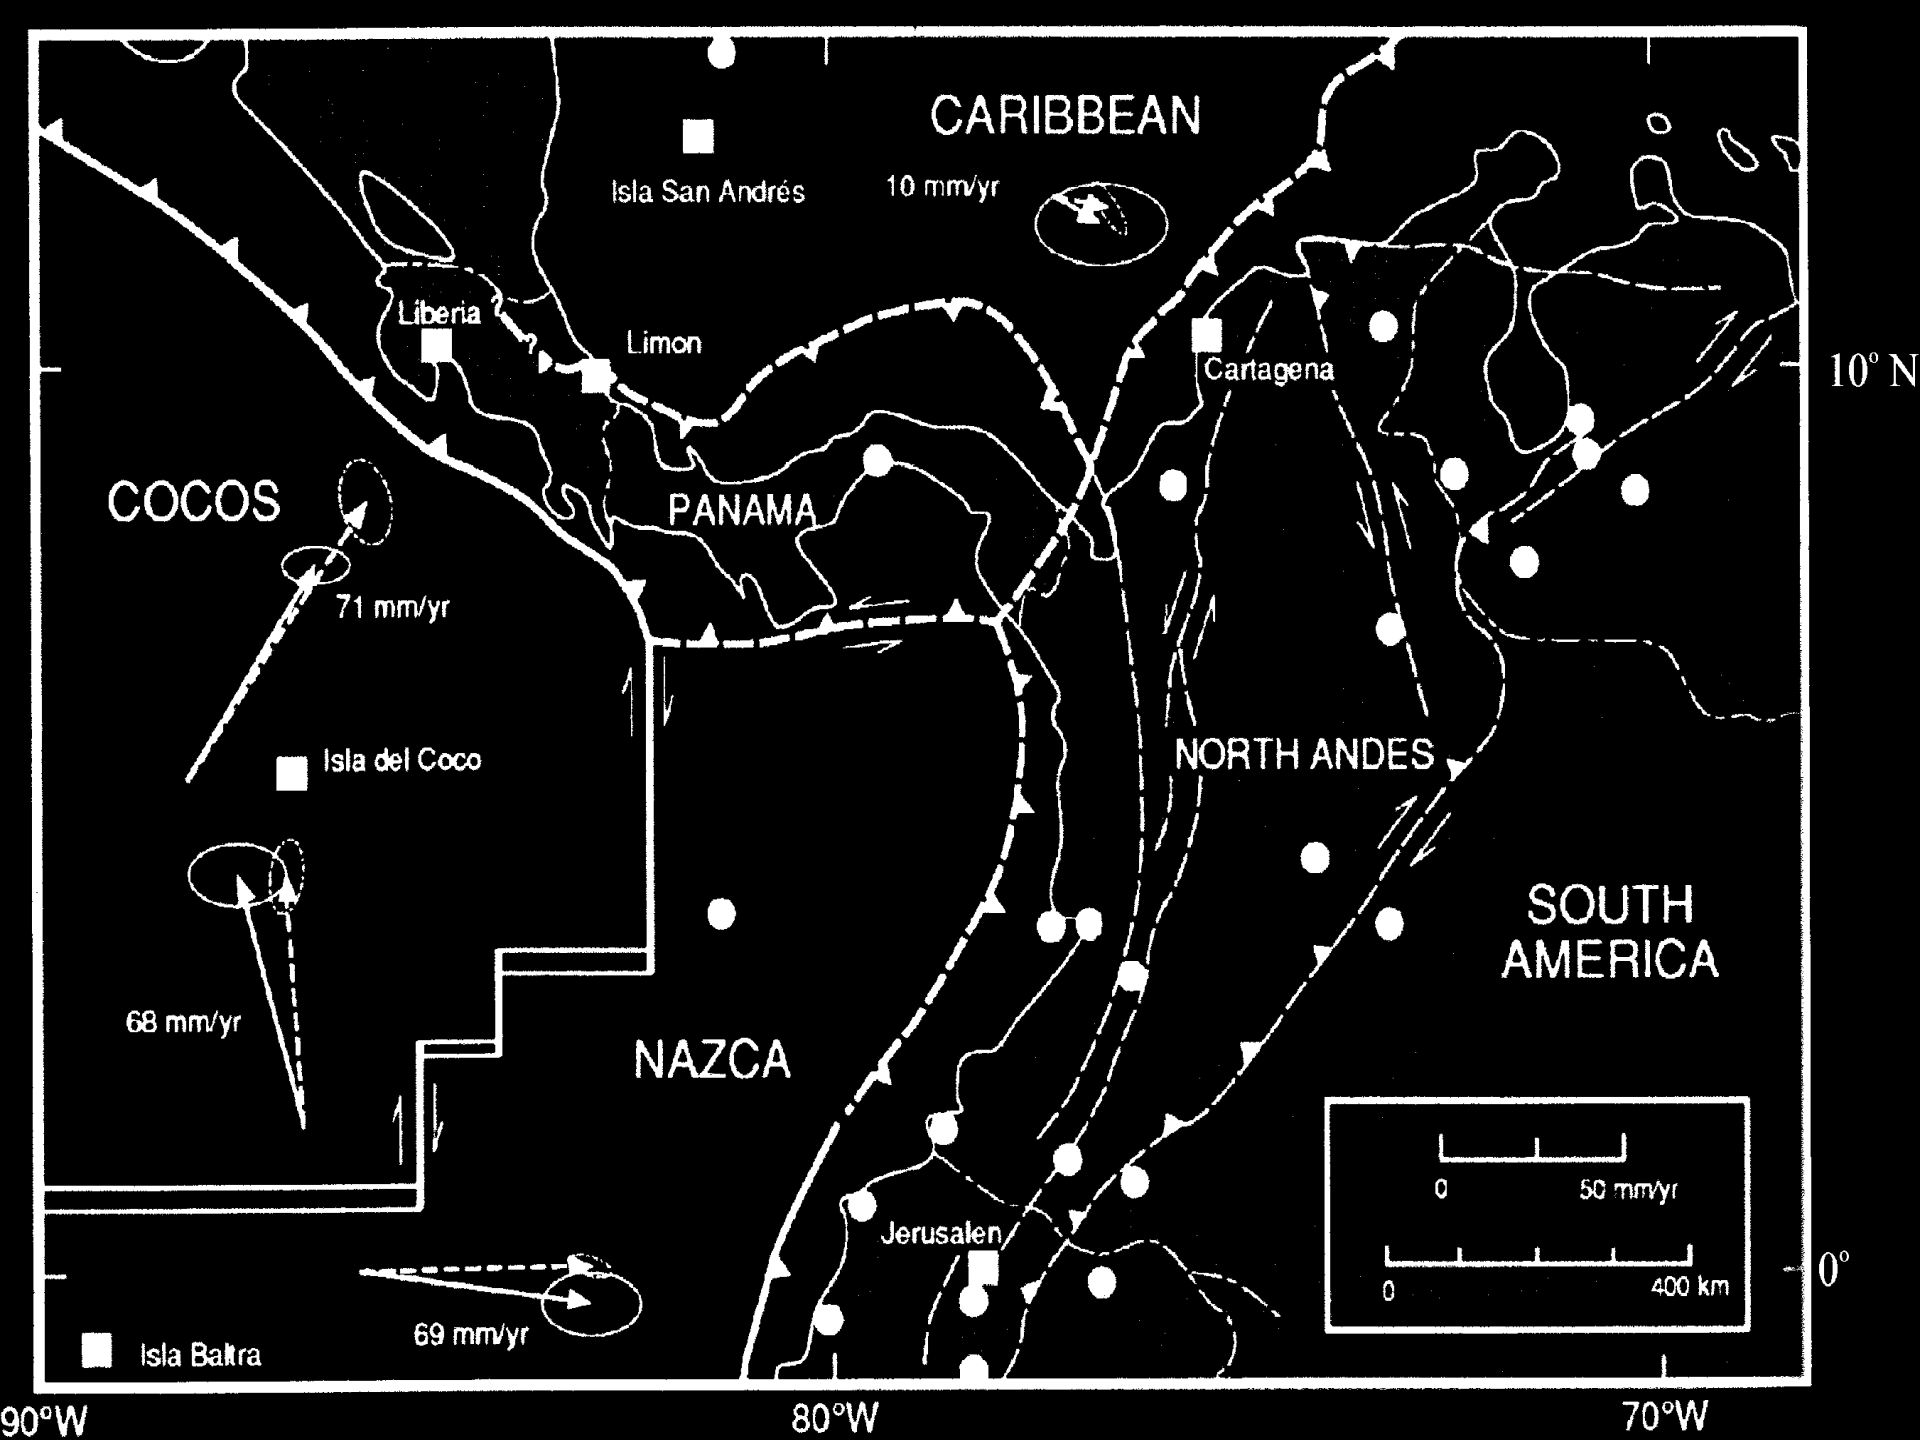 CARIBBEAN
Isla San Andrés
10 mm/yr
Liberia
?
?
Limon
Cartagena
10° N
COCOS
PANAMA
71 mm/yr
Isla del Coco
NORTH ANDES
SOUTH
AMERICA
68 mm/yr
NAZCA
0
50 mm/yr
Jerusalen
0°
0
400 km
69 mm/yr
Isla Baltra
90°W
80°W
70°W